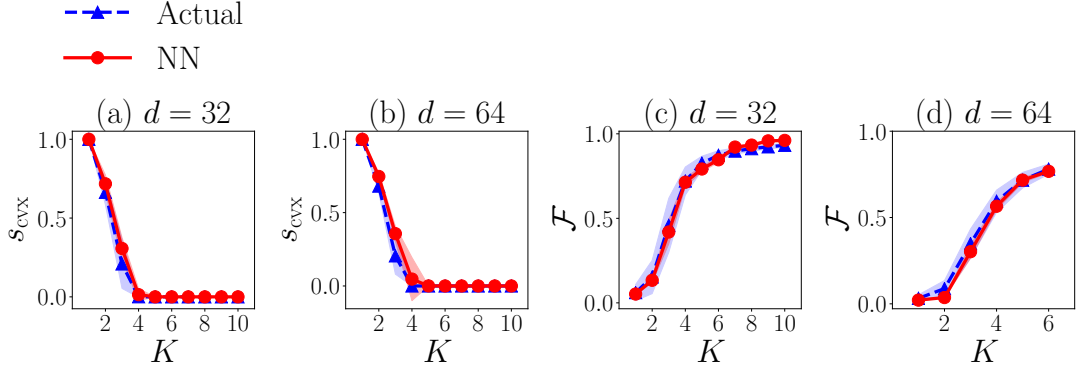 Actual
NN
(a) d = 32
(b) d = 64
(c) d = 32
(d) d = 64
s_cvx
1.0
0.5
0.0
2 4 6 8 10
K
s_cvx
1.0
0.5
0.0
2 4 6 8 10
K
F
1.0
0.5
0.0
2 4 6 8 10
K
F
1.0
0.5
0.0
2 4 6
K